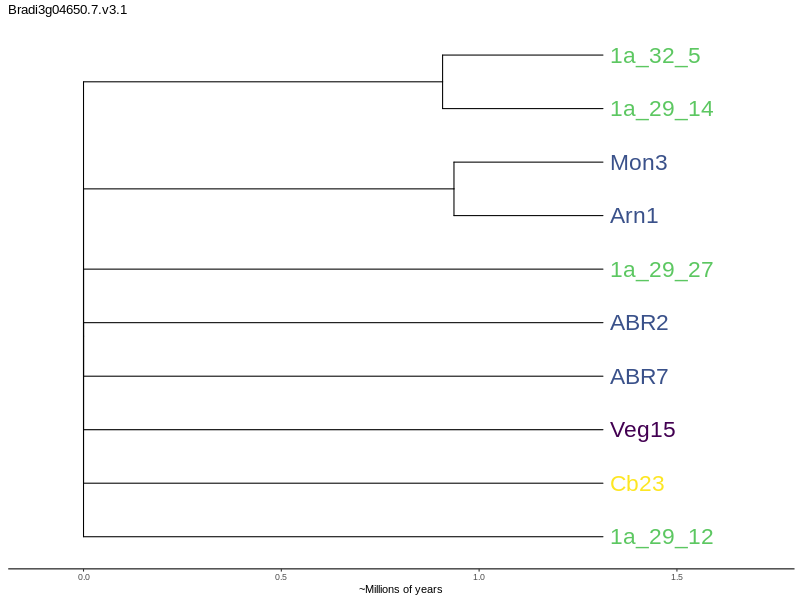 Bradi3g04650.7.v3.1
1a_32_5
1a_29_14
Mon3
Arn1
1a_29_27
ABR2
ABR7
Veg15
Cb23
1a_29_12
0.0 0.5 1.0 1.5
~Millions of years